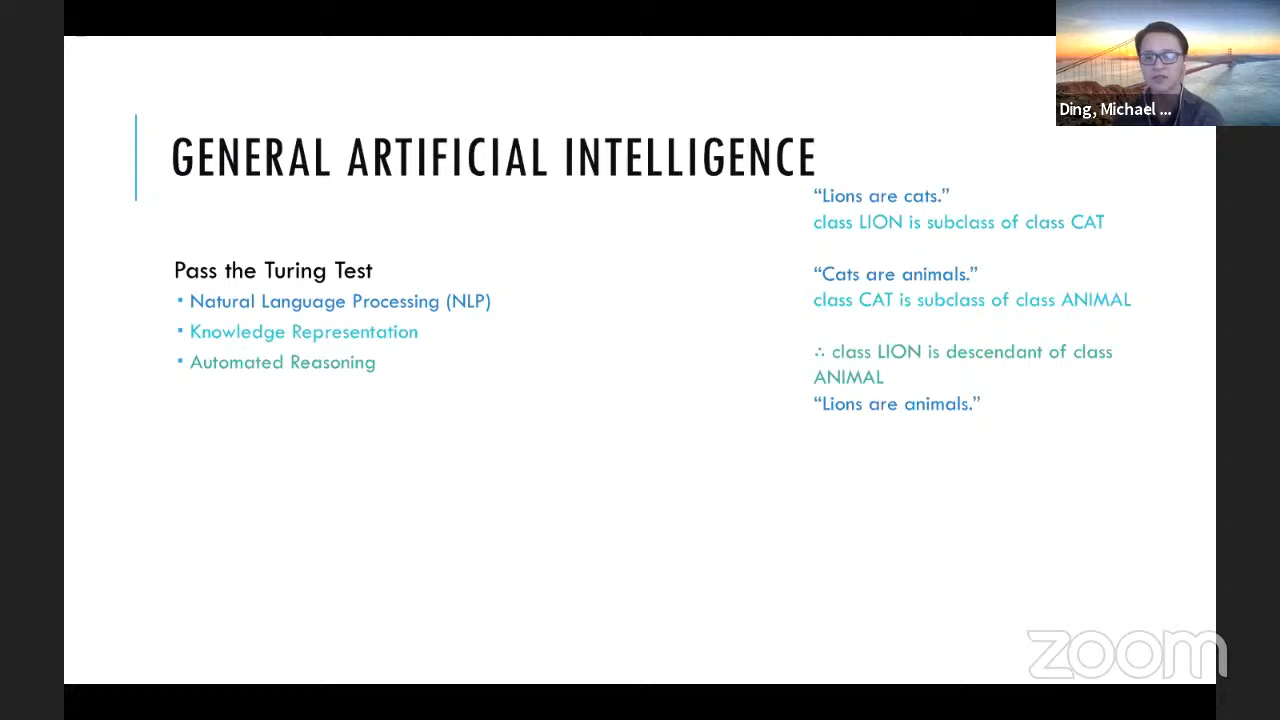 Ding, Michael ...
GENERAL ARTIFICIAL INTELLIGENCE
Pass the Turing Test
▪ Natural Language Processing (NLP)
▪ Knowledge Representation
▪ Automated Reasoning
“Lions are cats.”
class LION is subclass of class CAT
“Cats are animals.”
class CAT is subclass of class ANIMAL
∴ class LION is descendant of class
ANIMAL
“Lions are animals.”
zoom